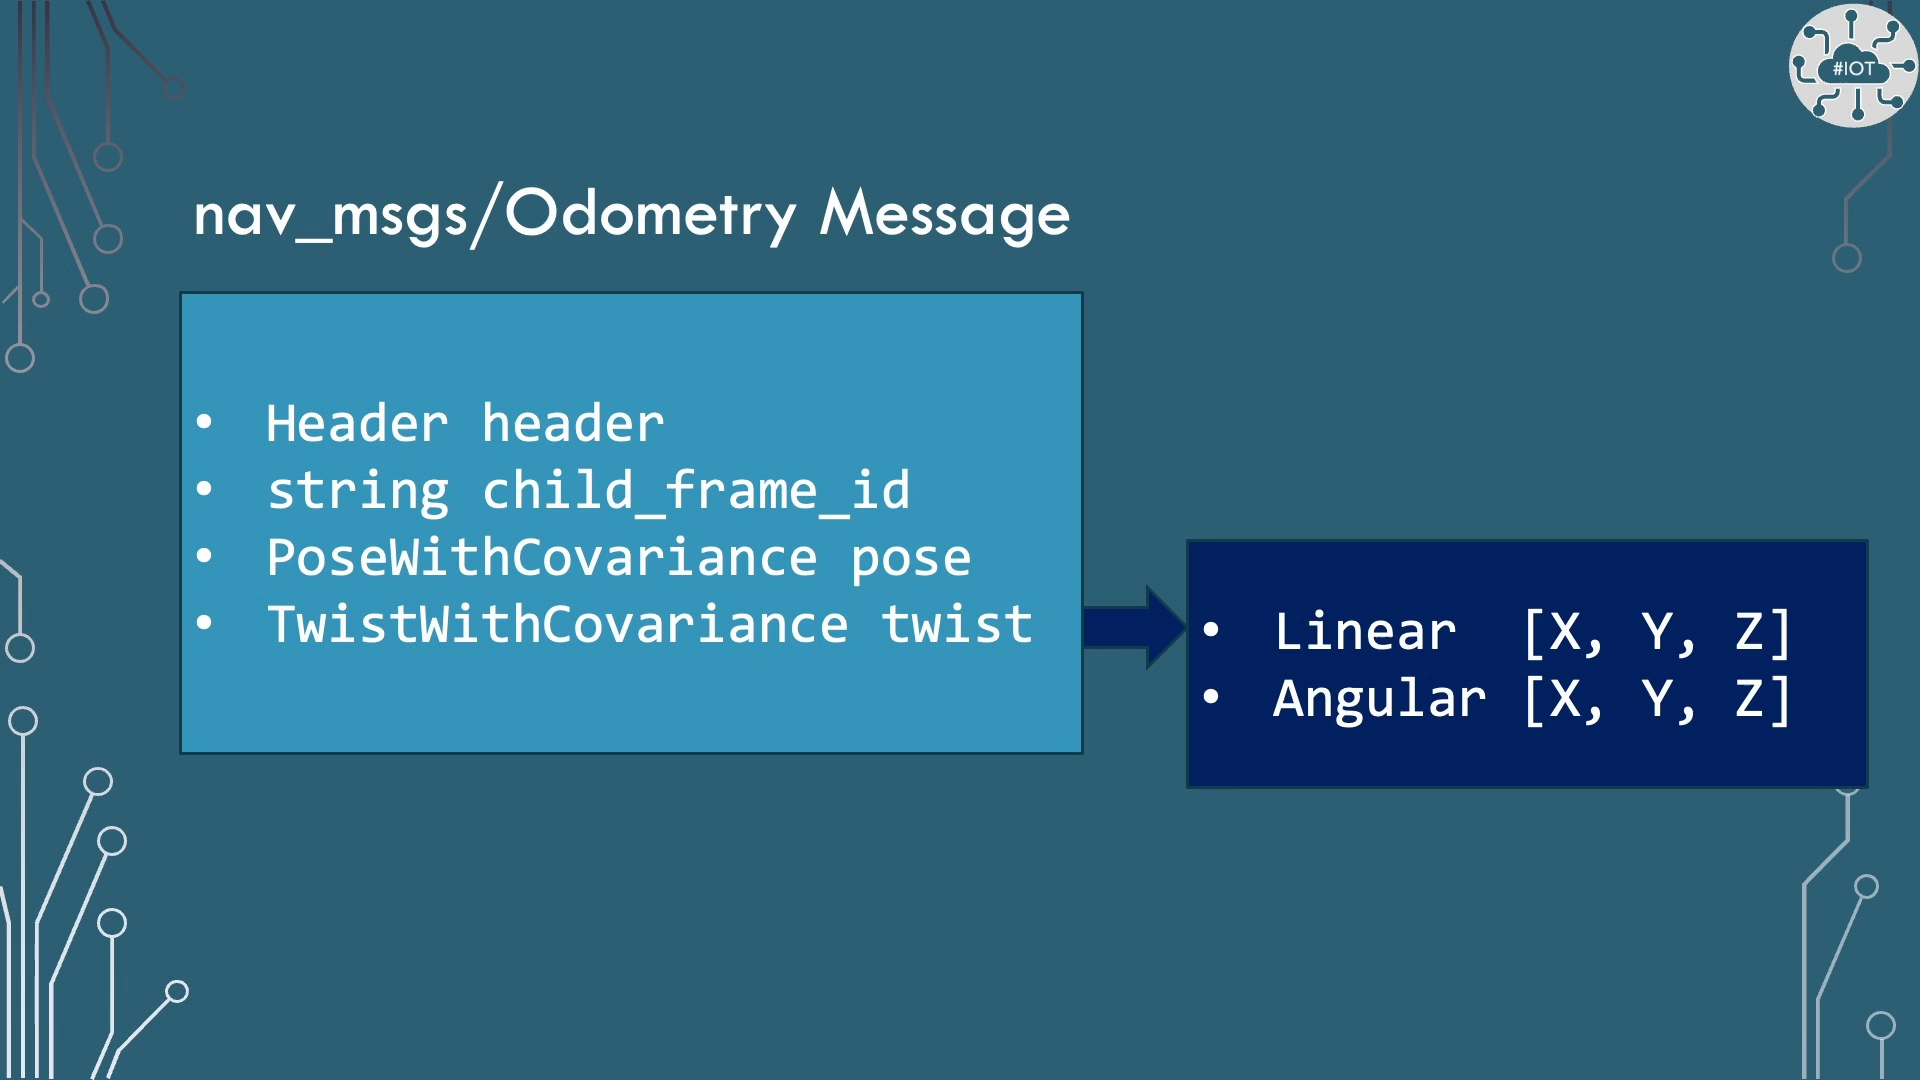 #IOT
nav_msgs/Odometry Message
• Header header
• string child_frame_id
• PoseWithCovariance pose
• TwistWithCovariance twist
• Linear [X, Y, Z]
• Angular [X, Y, Z]